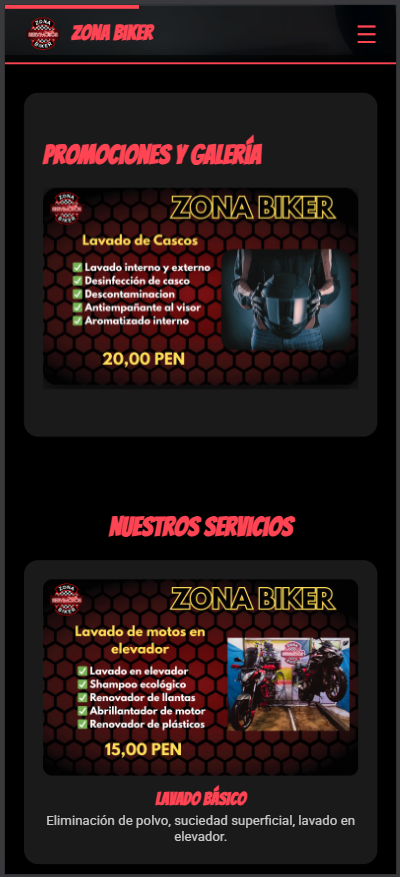 ZONA
SERVIMOTOS
BIKER
ZONA BIKER
PROMOCIONES Y GALERÍA
ZONA BIKER
Lavado de Cascos
✅ Lavado interno y externo
✅ Desinfección de casco
✅ Descontaminacion
✅ Antiempañante al visor
✅ Aromatizado interno
20,00 PEN
NUESTROS SERVICIOS
ZONA BIKER
Lavado de motos en
elevador
✅ Lavado en elevador
✅ Shampoo ecológico
✅ Renovador de llantas
✅ Abrillantador de motor
✅ Renovador de plásticos
15,00 PEN
LAVADO BÁSICO
Eliminación de polvo, suciedad superficial, lavado en
elevador.